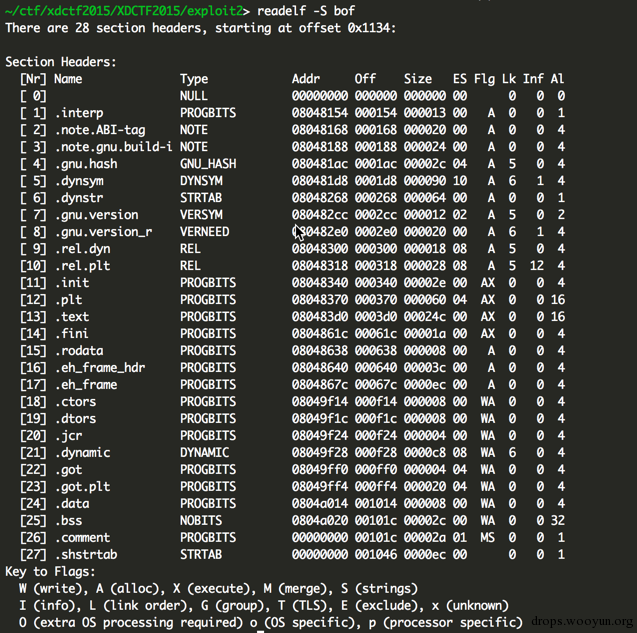 ~/ctf/xdctf2015/XDCTF2015/exploit2> readelf -S bof
There are 28 section headers, starting at offset 0x1134:
Section Headers:
[Nr] Name Type Addr Off Size ES Flg Lk Inf Al
[ 0] NULL 00000000 000000 000000 00 0 0 0
[ 1] .interp PROGBITS 08048154 000154 000013 00 A 0 0 1
[ 2] .note.ABI-tag NOTE 08048168 000168 000020 00 A 0 0 4
[ 3] .note.gnu.build-i NOTE 08048188 000188 000024 00 A 0 0 4
[ 4] .gnu.hash GNU_HASH 080481ac 0001ac 00002c 04 A 5 0 4
[ 5] .dynsym DYNSYM 080481d8 0001d8 000090 10 A 6 1 4
[ 6] .dynstr STRTAB 08048268 000268 000064 00 A 0 0 1
[ 7] .gnu.version VERSYM 080482cc 0002cc 000012 02 A 5 0 2
[ 8] .gnu.version_r VERNEED 080482e0 0002e0 000020 00 A 6 1 4
[ 9] .rel.dyn REL 08048300 000300 000018 08 A 5 0 4
[10] .rel.plt REL 08048318 000318 000028 08 A 5 12 4
[11] .init PROGBITS 08048340 000340 00002e 00 AX 0 0 4
[12] .plt PROGBITS 08048370 000370 000060 04 AX 0 0 16
[13] .text PROGBITS 080483d0 0003d0 00024c 00 AX 0 0 16
[14] .fini PROGBITS 0804861c 00061c 00001a 00 AX 0 0 4
[15] .rodata PROGBITS 08048638 000638 000008 00 A 0 0 4
[16] .eh_frame_hdr PROGBITS 08048640 000640 00003c 00 A 0 0 4
[17] .eh_frame PROGBITS 0804867c 00067c 0000ec 00 A 0 0 4
[18] .ctors PROGBITS 08049f14 000f14 000008 00 WA 0 0 4
[19] .dtors PROGBITS 08049f1c 000f1c 000008 00 WA 0 0 4
[20] .jcr PROGBITS 08049f24 000f24 000004 00 WA 0 0 4
[21] .dynamic DYNAMIC 08049f28 000f28 0000c8 08 WA 6 0 4
[22] .got PROGBITS 08049ff0 000ff0 000004 04 WA 0 0 4
[23] .got.plt PROGBITS 08049ff4 000ff4 000020 04 WA 0 0 4
[24] .data PROGBITS 0804a014 001014 000008 00 WA 0 0 4
[25] .bss NOBITS 0804a020 00101c 00002c 00 WA 0 0 32
[26] .comment PROGBITS 00000000 00101c 00002a 01 MS 0 0 1
[27] .shstrtab STRTAB 00000000 001046 0000ec 00 0 0 1
Key to Flags:
W (write), A (alloc), X (execute), M (merge), S (strings)
I (info), L (link order), G (group), T (TLS), E (exclude), x (unknown)
O (extra OS processing required) o (OS specific), p (processor specific)
drops.wooyun.org